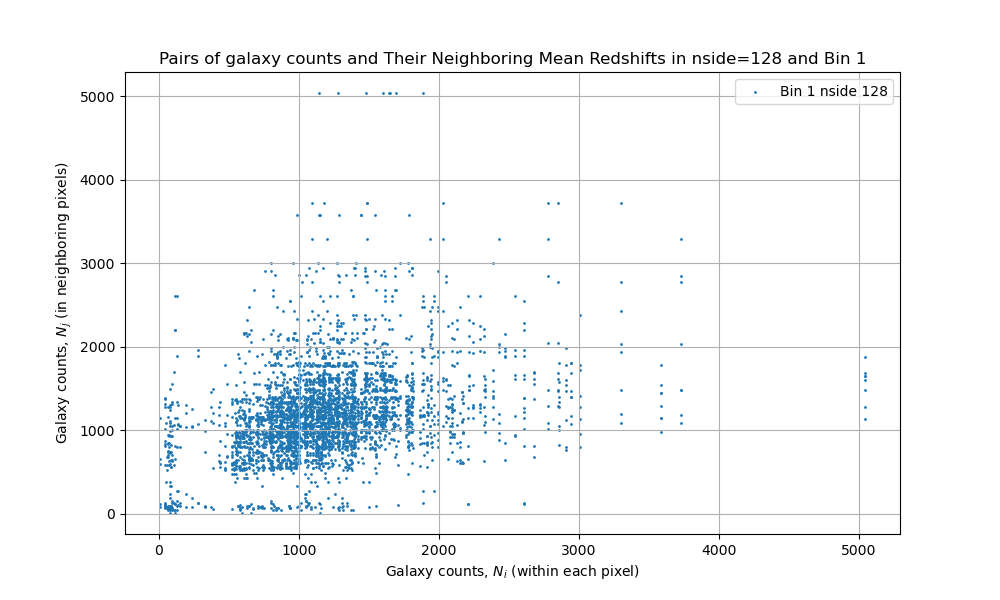 Pairs of galaxy counts and Their Neighboring Mean Redshifts in nside=128 and Bin 1
Bin 1 nside 128
5000
4000
3000
2000
1000
0
Galaxy counts, N_j (in neighboring pixels)
0 1000 2000 3000 4000 5000
Galaxy counts, N_i (within each pixel)